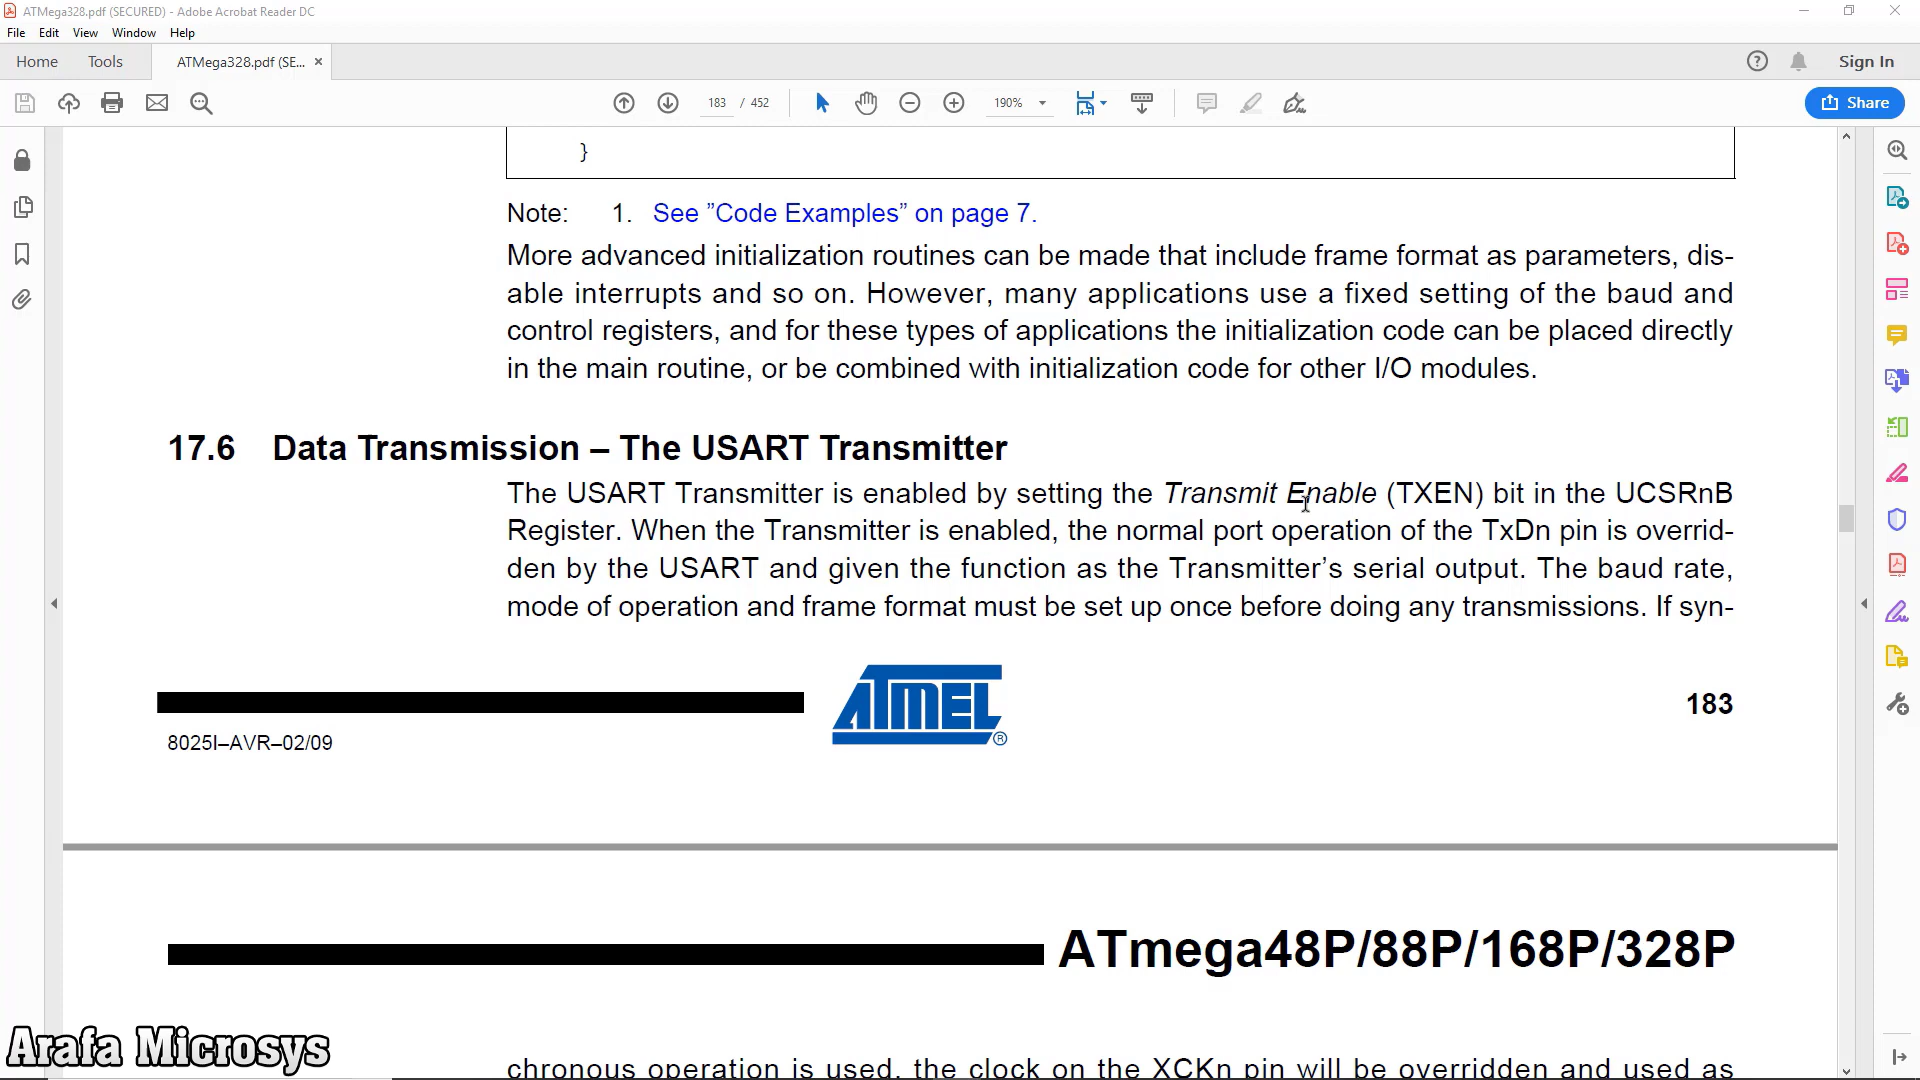 ATMega328.pdf (SECURED) - Adobe Acrobat Reader DC
File Edit View Window Help
Home Tools ATMega328.pdf (SE... × Sign In
183 / 452 190% Share
}
Note: 1. See ”Code Examples” on page 7.
More advanced initialization routines can be made that include frame format as parameters, dis-
able interrupts and so on. However, many applications use a fixed setting of the baud and
control registers, and for these types of applications the initialization code can be placed directly
in the main routine, or be combined with initialization code for other I/O modules.
17.6 Data Transmission – The USART Transmitter
The USART Transmitter is enabled by setting the Transmit Enable (TXEN) bit in the UCSRnB
Register. When the Transmitter is enabled, the normal port operation of the TxDn pin is overrid-
den by the USART and given the function as the Transmitter’s serial output. The baud rate,
mode of operation and frame format must be set up once before doing any transmissions. If syn-
ATMEL ®
183
8025I–AVR–02/09
ATmega48P/88P/168P/328P
Arafa Microsys
chronous operation is used, the clock on the XCKn pin will be overridden and used as